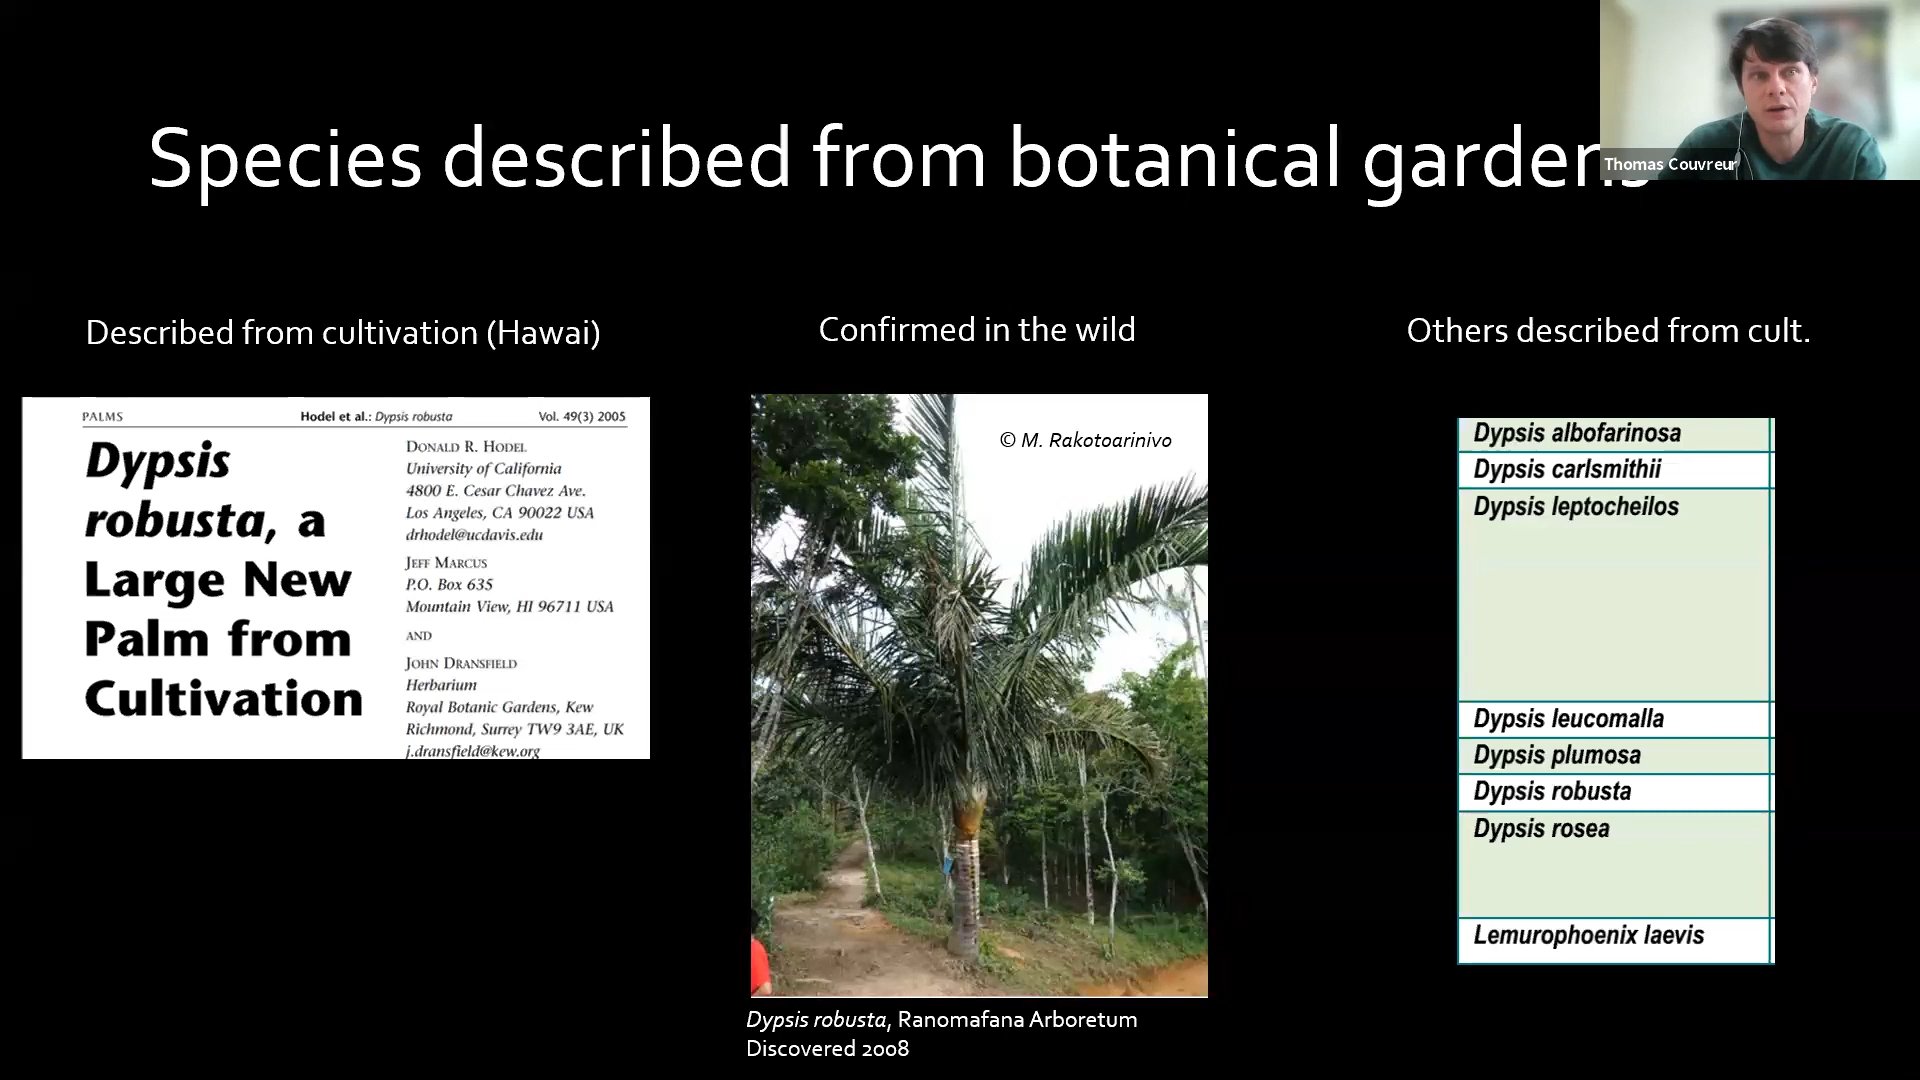 Species described from botanical gardens
Thomas Couvreur
Described from cultivation (Hawai)
Confirmed in the wild
Others described from cult.
PALMS Hodel et al.: Dypsis robusta Vol. 49(3) 2005
Dypsis
robusta, a
Large New
Palm from
Cultivation
DONALD R. HODEL
University of California
4800 E. Cesar Chavez Ave.
Los Angeles, CA 90022 USA
drhodel@ucdavis.edu
JEFF MARCUS
P.O. Box 635
Mountain View, HI 96711 USA
AND
JOHN DRANSFIELD
Herbarium
Royal Botanic Gardens, Kew
Richmond, Surrey TW9 3AE, UK
j.dransfield@kew.org
© M. Rakotoarinivo
Dypsis robusta, Ranomafana Arboretum
Discovered 2008
Dypsis albofarinosa
Dypsis carlsmithii
Dypsis leptocheilos
Dypsis leucomalla
Dypsis plumosa
Dypsis robusta
Dypsis rosea
Lemurophoenix laevis